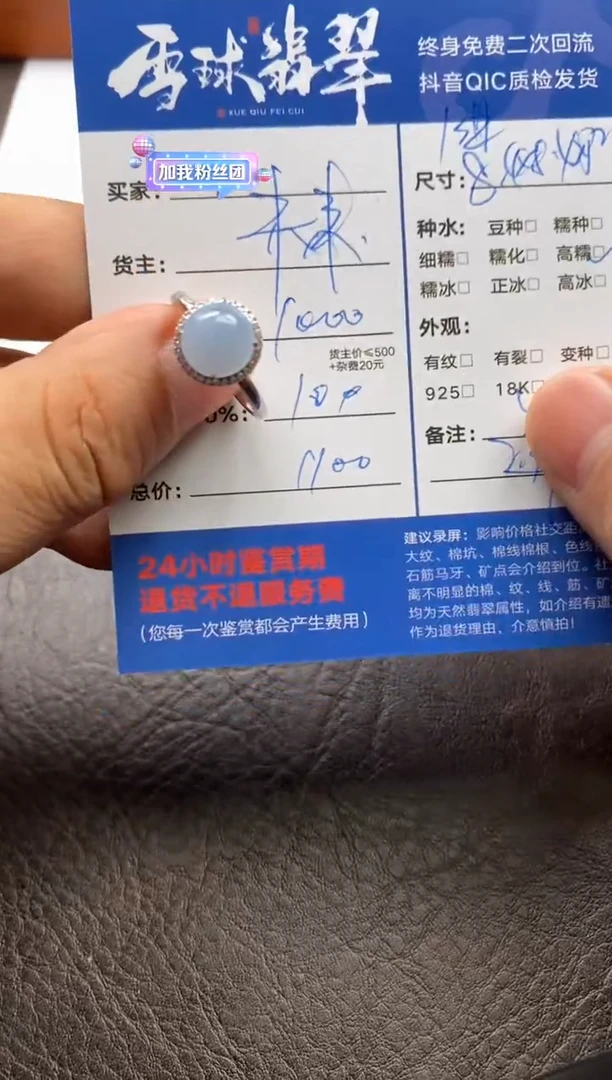 雪球翡翠
XUE QIU FEI CUI
终身免费二次回流
抖音QIC质检发货
加我粉丝团
买家:
货主:
1000
货主价≤500
+杂费20元
0%: 100
总价: 1100
尺寸:
种水: 豆种□ 糯种□
细糯□ 糯化□ 高糯□
糯冰□ 正冰□ 高冰□
外观:
有纹□ 有裂□ 变种□
925□ 18K□
备注:
24小时鉴赏期
退货不退服务费
(您每一次鉴赏都会产生费用)
建议录屏: 影响价格社交距
大纹、棉坑、棉线棉根、色线
石筋马牙、矿点会介绍到位。社
离不明显的棉、纹、线、筋、矿
均为天然翡翠属性,如介绍有遗
作为退货理由、介意慎拍!